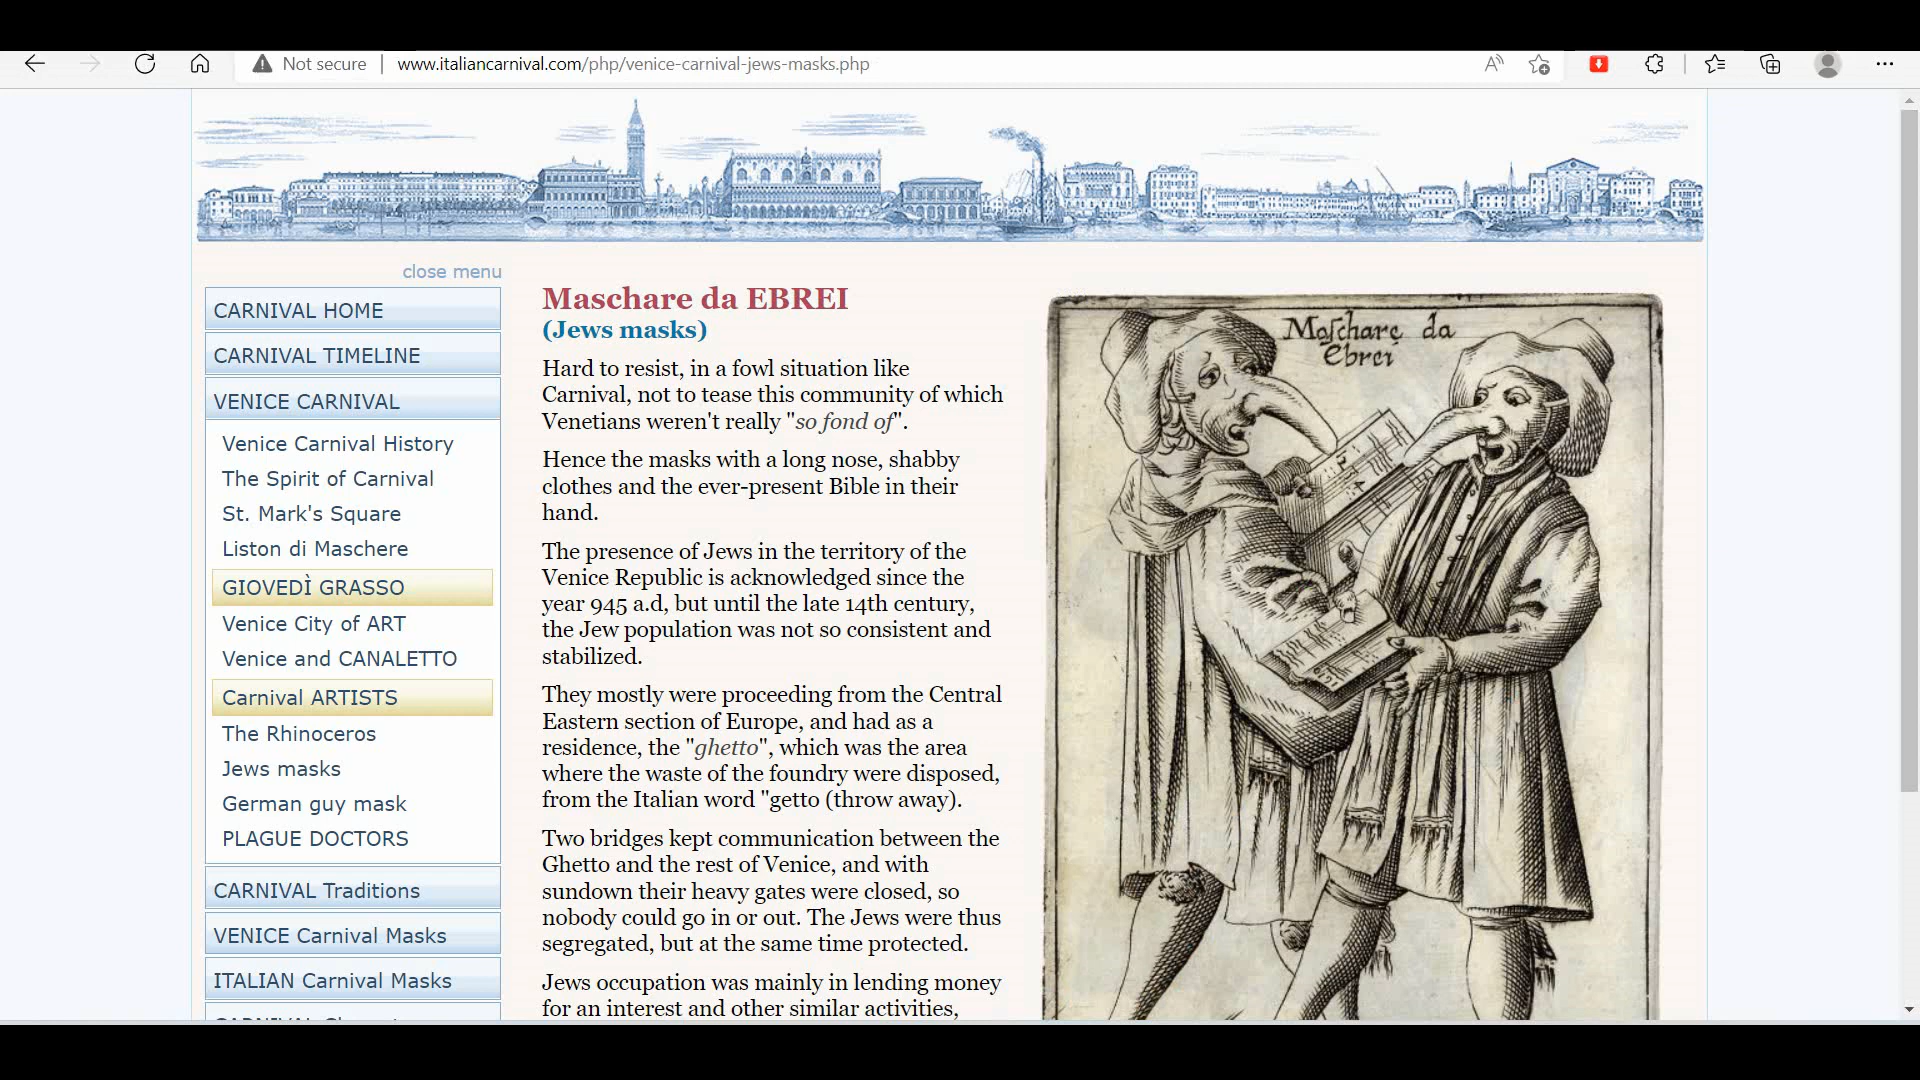 Not secure
www.italiancarnival.com/php/venice-carnival-jews-masks.php
close menu
CARNIVAL HOME
CARNIVAL TIMELINE
VENICE CARNIVAL
Venice Carnival History
The Spirit of Carnival
St. Mark's Square
Liston di Maschere
GIOVEDÌ GRASSO
Venice City of ART
Venice and CANALETTO
Carnival ARTISTS
The Rhinoceros
Jews masks
German guy mask
PLAGUE DOCTORS
CARNIVAL Traditions
VENICE Carnival Masks
ITALIAN Carnival Masks
Maschare da EBREI
(Jews masks)
Hard to resist, in a fowl situation like
Carnival, not to tease this community of which
Venetians weren't really "so fond of".
Hence the masks with a long nose, shabby
clothes and the ever-present Bible in their
hand.
The presence of Jews in the territory of the
Venice Republic is acknowledged since the
year 945 a.d, but until the late 14th century,
the Jew population was not so consistent and
stabilized.
They mostly were proceeding from the Central
Eastern section of Europe, and had as a
residence, the "ghetto", which was the area
where the waste of the foundry were disposed,
from the Italian word "getto (throw away).
Two bridges kept communication between the
Ghetto and the rest of Venice, and with
sundown their heavy gates were closed, so
nobody could go in or out. The Jews were thus
segregated, but at the same time protected.
Jews occupation was mainly in lending money
for an interest and other similar activities,
Maschare da
Ebrei